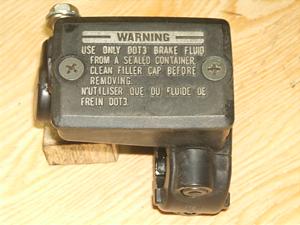 WARNING
USE ONLY DOT3 BRAKE FLUID
FROM A SEALED CONTAINER.
CLEAN FILLER CAP BEFORE
REMOVING.
N'UTILISER QUE DU FLUIDE DE
FREIN DOT3.